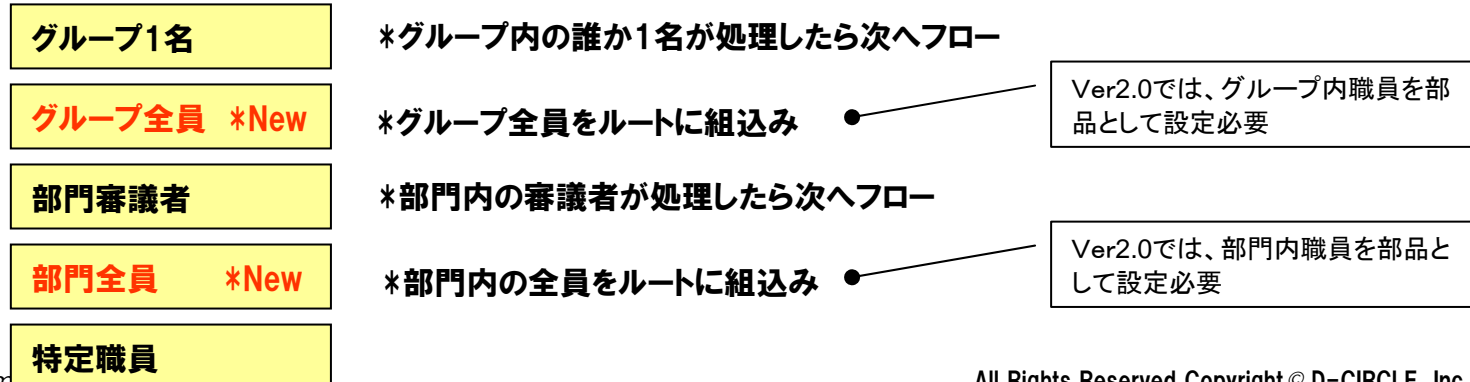 グループ1名
*グループ内の誰か1名が処理したら次へフロー
グループ全員 *New
*グループ全員をルートに組込み
Ver2.0では、グループ内職員を部
品として設定必要
部門審議者
*部門内の審議者が処理したら次へフロー
部門全員 *New
*部門内の全員をルートに組込み
Ver2.0では、部門内職員を部品と
して設定必要
特定職員
All Rights Reserved Copyright © D-CIRCLE, Inc